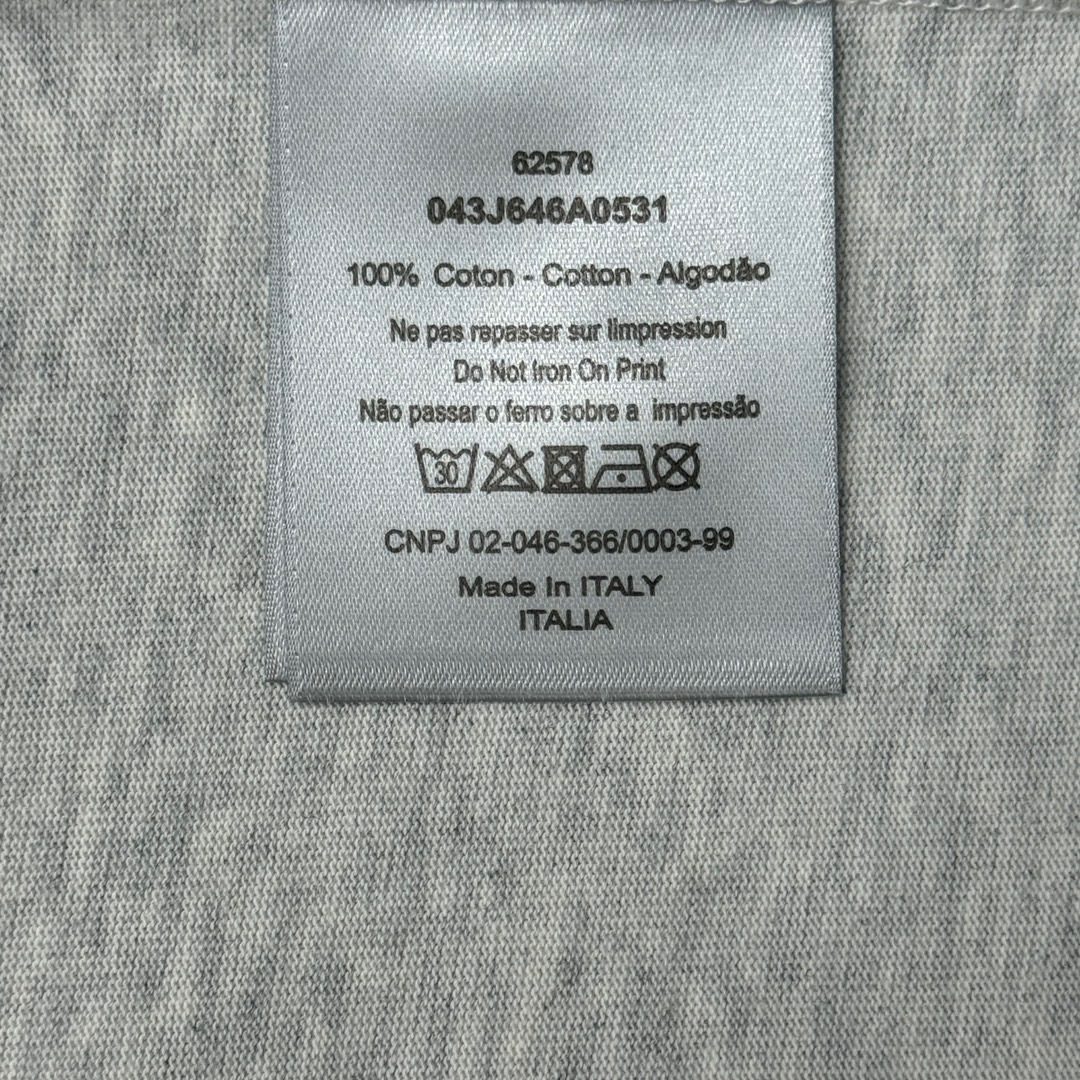 62578
043J646A0531
100% Coton - Cotton - Algodão
Ne pas repasser sur limpression
Do Not Iron On Print
Não passar o ferro sobre a impressão
30
CNPJ 02-046-366/0003-99
Made In ITALY
ITALIA